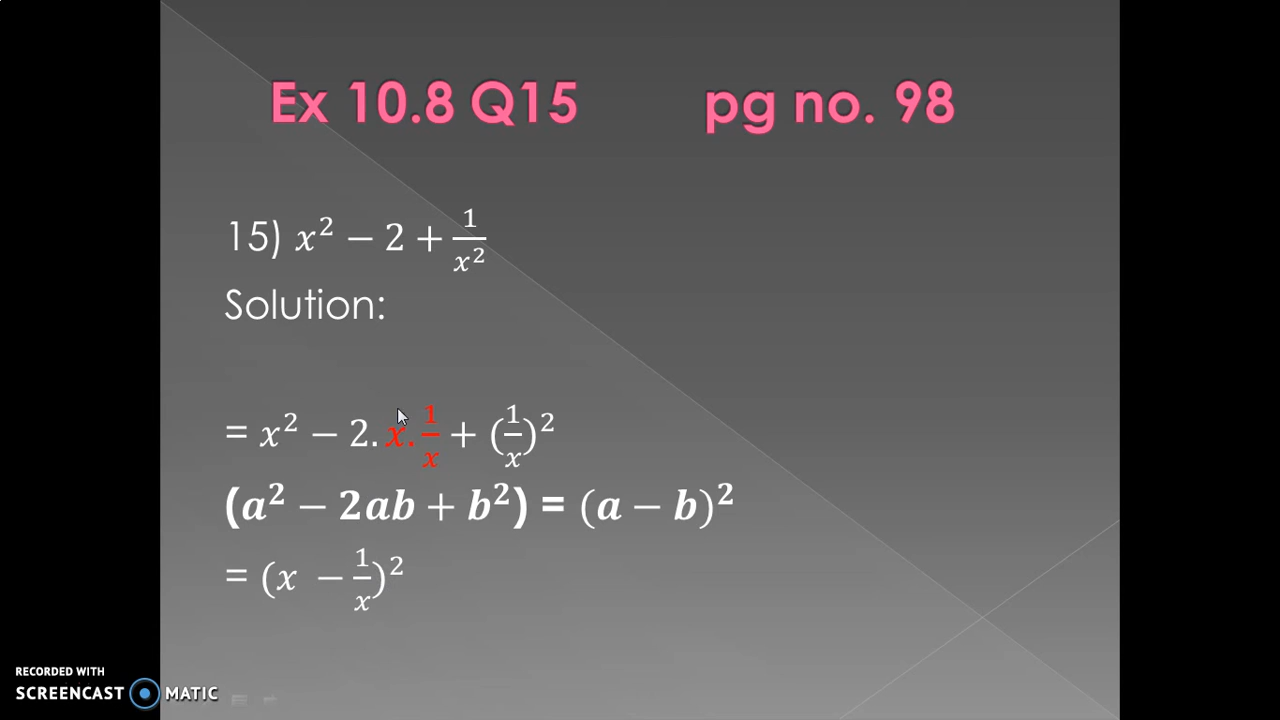 Ex 10.8 Q15 pg no. 98
15) x² − 2 + 1/x²
Solution:
= x² − 2. x. 1/x + (1/x)²
(a² − 2ab + b²) = (a − b)²
= (x − 1/x)²
RECORDED WITH
SCREENCAST MATIC